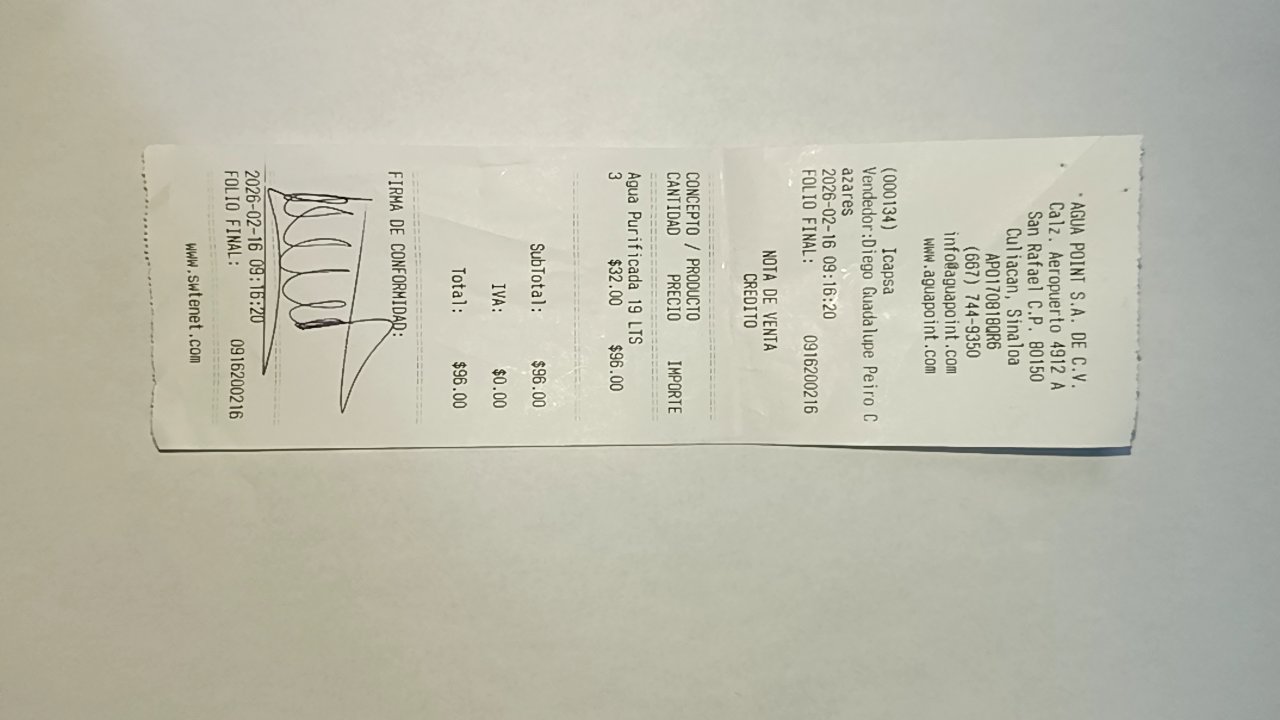 AGUA POINT S.A. DE C.V.
Calz. Aeropuerto 4912 A
San Rafael C.P. 80150
Culiacan, Sinaloa
APO170818QR6
(667) 744-9350
info@aguapoint.com
www.aguapoint.com
(000134) Icapsa
Vendedor:Diego Guadalupe Peiro C
azares
2026-02-16 09:16:20
FOLIO FINAL: 0916200216
NOTA DE VENTA
CREDITO
CONCEPTO / PRODUCTO
CANTIDAD PRECIO IMPORTE
Agua Purificada 19 LTS
3 $32.00 $96.00
SubTotal: $96.00
IVA: $0.00
Total: $96.00
FIRMA DE CONFORMIDAD:
2026-02-16 09:16:20
FOLIO FINAL: 0916200216
www.swtenet.com